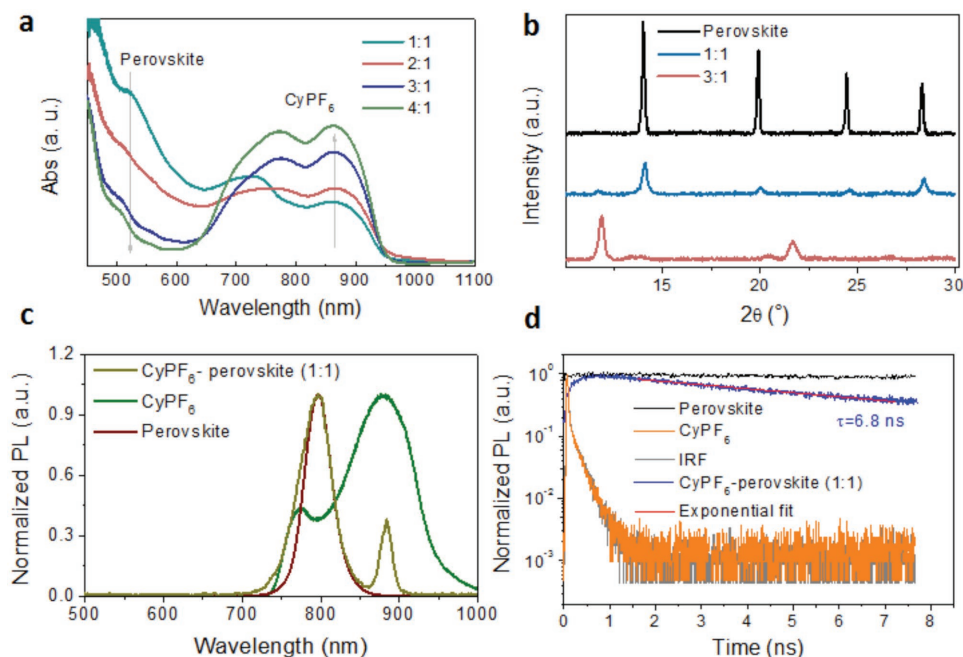 a
Perovskite
CyPF6
1:1
2:1
3:1
4:1
Abs (a. u.)
500 600 700 800 900 1000 1100
Wavelength (nm)
b
Perovskite
1:1
3:1
Intensity (a.u.)
15 20 25 30
2θ (°)
c
CyPF6- perovskite (1:1)
CyPF6
Perovskite
Normalized PL (a.u.)
1.2
0.9
0.6
0.3
0.0
500 600 700 800 900 1000
Wavelength (nm)
d
Perovskite
CyPF6
IRF
CyPF6-perovskite (1:1)
Exponential fit
τ=6.8 ns
Normalized PL (a.u.)
10^0
10^-1
10^-2
10^-3
0 1 2 3 4 5 6 7 8
Time (ns)